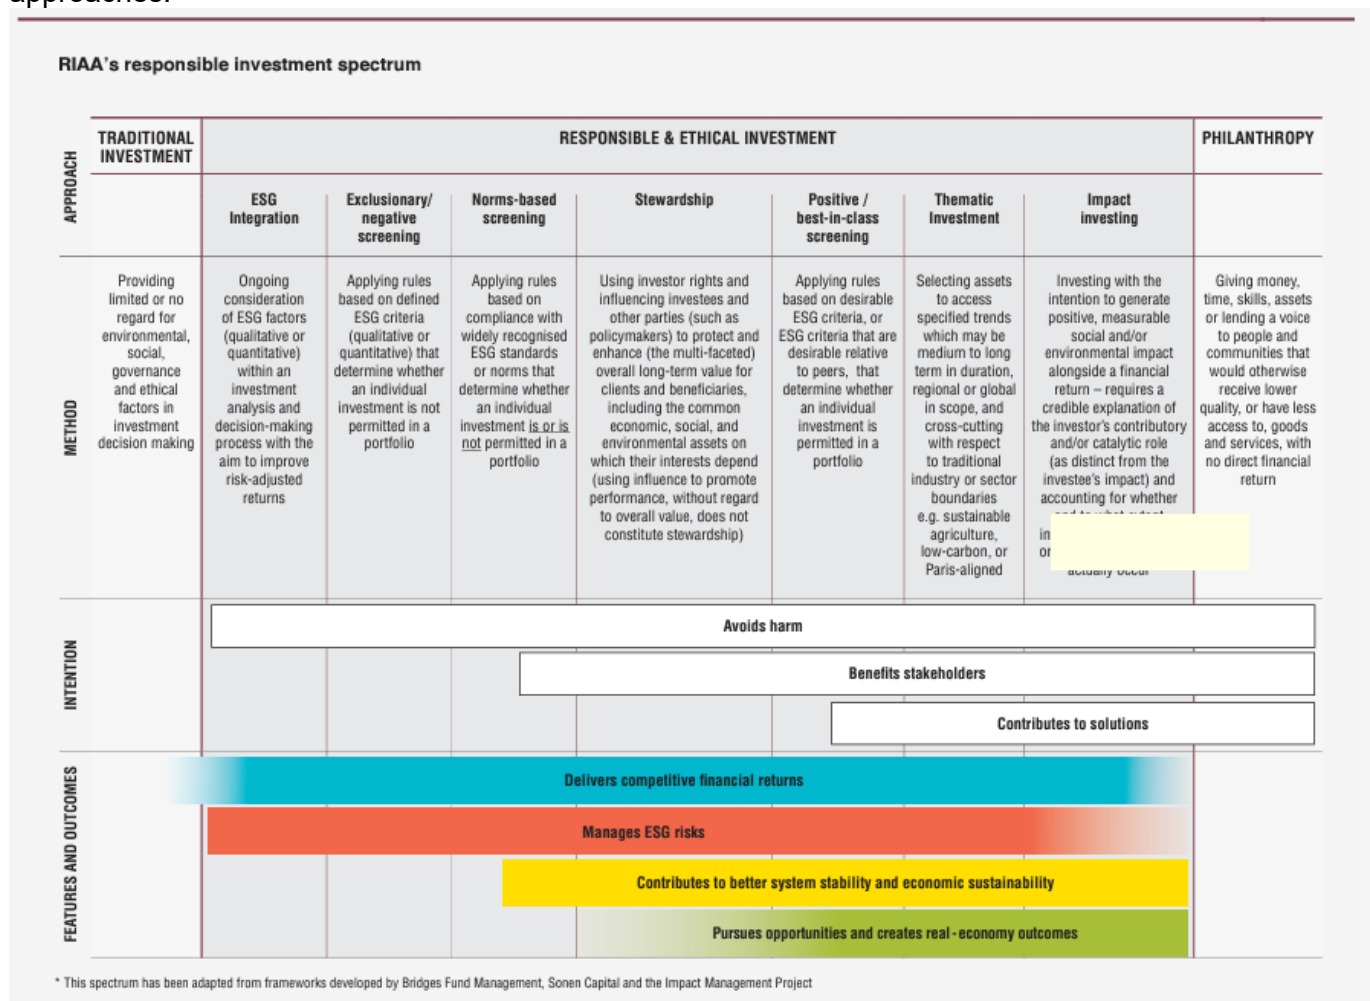 approaches.
RIAA's responsible investment spectrum
APPROACH
TRADITIONAL
INVESTMENT
RESPONSIBLE & ETHICAL INVESTMENT
PHILANTHROPY
ESG
Integration
Exclusionary/
negative
screening
Norms-based
screening
Stewardship
Positive /
best-in-class
screening
Thematic
Investment
Impact
investing
METHOD
Providing
limited or no
regard for
environmental,
social,
governance
and ethical
factors in
investment
decision making
Ongoing
consideration
of ESG factors
(qualitative or
quantitative)
within an
investment
analysis and
decision-making
process with the
aim to improve
risk-adjusted
returns
Applying rules
based on defined
ESG criteria
(qualitative or
quantitative) that
determine whether
an individual
investment is not
permitted in a
portfolio
Applying rules
based on
compliance with
widely recognised
ESG standards
or norms that
determine whether
an individual
investment is or is
not permitted in a
portfolio
Using investor rights and
influencing investees and
other parties (such as
policymakers) to protect and
enhance (the multi-faceted)
overall long-term value for
clients and beneficiaries,
including the common
economic, social, and
environmental assets on
which their interests depend
(using influence to promote
performance, without regard
to overall value, does not
constitute stewardship)
Applying rules
based on desirable
ESG criteria, or
ESG criteria that are
desirable relative
to peers, that
determine whether
an individual
investment is
permitted in a
portfolio
Selecting assets
to access
specified trends
which may be
medium to long
term in duration,
regional or global
in scope, and
cross-cutting
with respect
to traditional
industry or sector
boundaries
e.g. sustainable
agriculture,
low-carbon, or
Paris-aligned
Investing with the
intention to generate
positive, measurable
social and/or
environmental impact
alongside a financial
return – requires a
credible explanation of
the investor's contributory
and/or catalytic role
(as distinct from the
investee's impact) and
accounting for whether
and to what extent
in
or
actually occur
Giving money,
time, skills, assets
or lending a voice
to people and
communities that
would otherwise
receive lower
quality, or have less
access to, goods
and services, with
no direct financial
return
INTENTION
Avoids harm
Benefits stakeholders
Contributes to solutions
FEATURES AND OUTCOMES
Delivers competitive financial returns
Manages ESG risks
Contributes to better system stability and economic sustainability
Pursues opportunities and creates real-economy outcomes
* This spectrum has been adapted from frameworks developed by Bridges Fund Management, Sonen Capital and the Impact Management Project